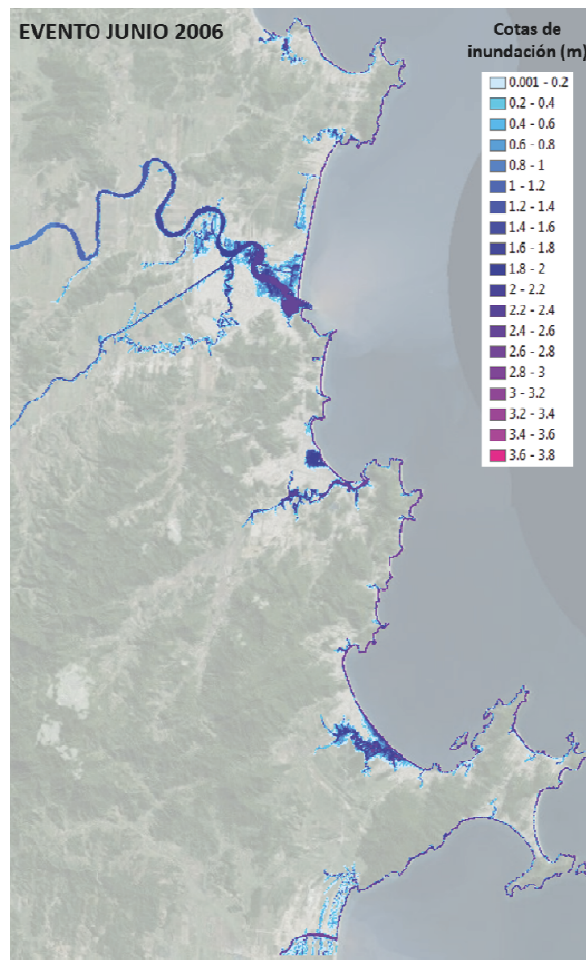 EVENTO JUNIO 2006
Cotas de
inundación (m)
0.001 - 0.2
0.2 - 0.4
0.4 - 0.6
0.6 - 0.8
0.8 - 1
1 - 1.2
1.2 - 1.4
1.4 - 1.6
1.6 - 1.8
1.8 - 2
2 - 2.2
2.2 - 2.4
2.4 - 2.6
2.6 - 2.8
2.8 - 3
3 - 3.2
3.2 - 3.4
3.4 - 3.6
3.6 - 3.8